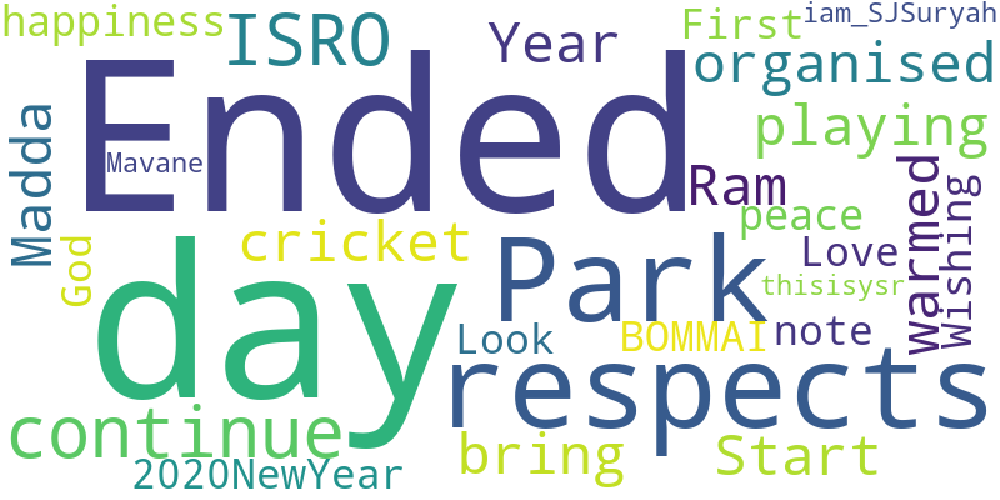 happiness
ISRO
Year
First
iam_SJSuryah
organised
Ended
Mavane
Madda
playing
Ram
warmed
Wishing
peace
God
cricket
day
Park
Love
thisisysr
Look
BOMMAI
note
respects
continue
bring
Start
2020NewYear